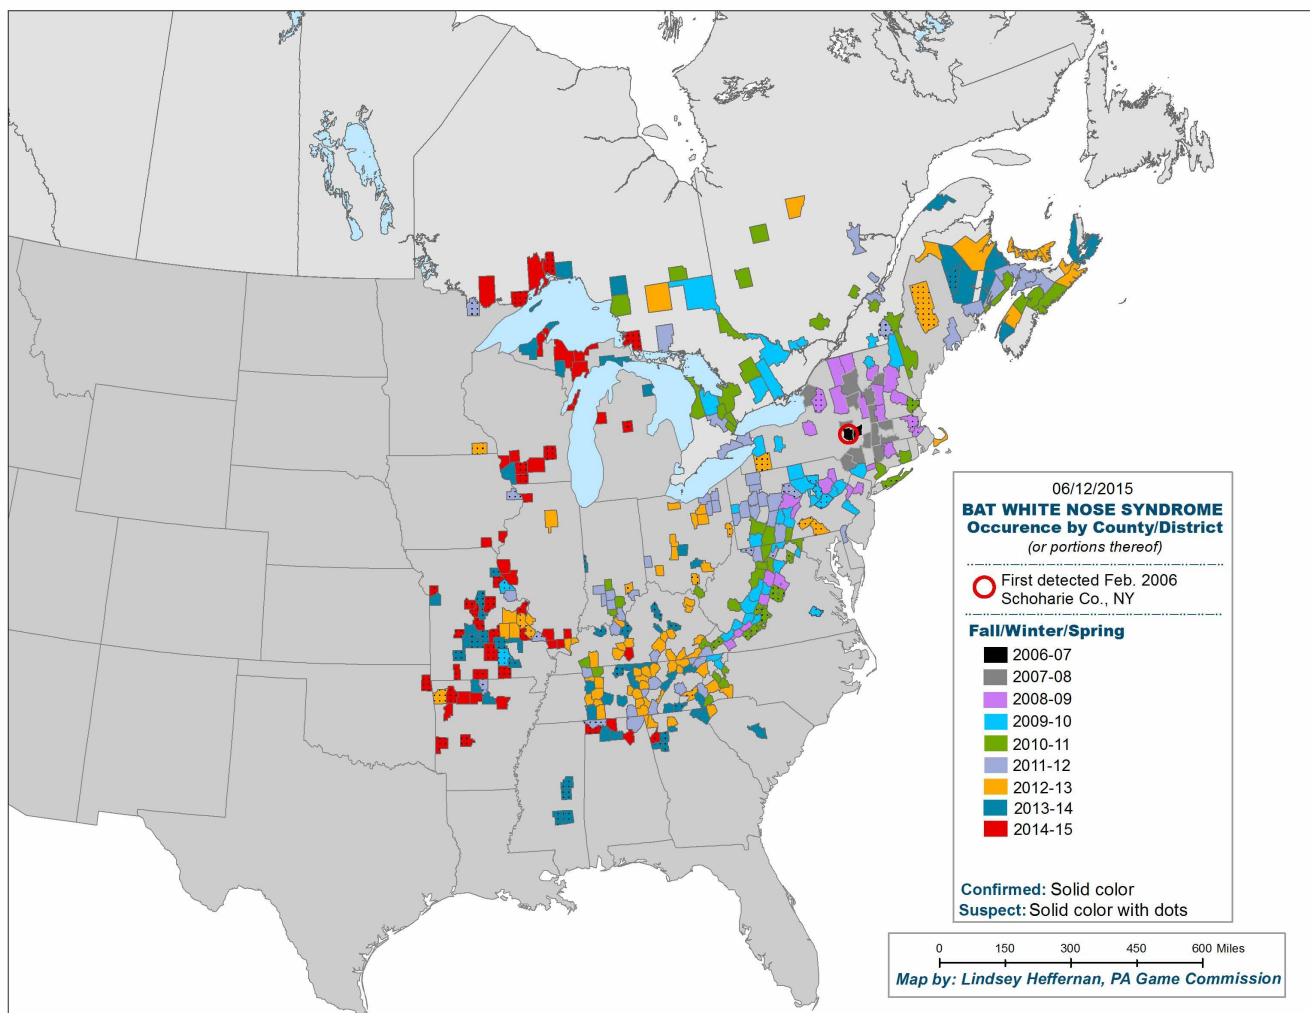 06/12/2015
BAT WHITE NOSE SYNDROME
Occurence by County/District
(or portions thereof)
First detected Feb. 2006
Schoharie Co., NY
Fall/Winter/Spring
2006-07
2007-08
2008-09
2009-10
2010-11
2011-12
2012-13
2013-14
2014-15
Confirmed: Solid color
Suspect: Solid color with dots
0 150 300 450 600 Miles
Map by: Lindsey Heffernan, PA Game Commission